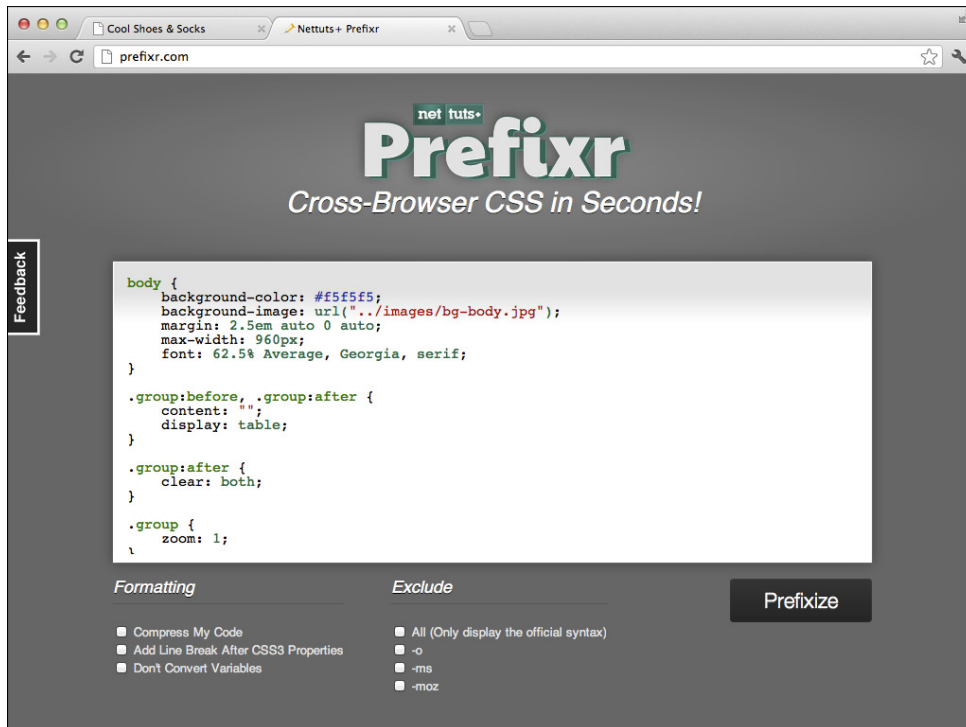 Cool Shoes & Socks
Nettuts+ Prefixr
prefixr.com
net tuts+
Prefixr
Cross-Browser CSS in Seconds!
Feedback
body {
    background-color: #f5f5f5;
    background-image: url("../images/bg-body.jpg");
    margin: 2.5em auto 0 auto;
    max-width: 960px;
    font: 62.5% Average, Georgia, serif;
}
.group:before, .group:after {
    content: "";
    display: table;
}
.group:after {
    clear: both;
}
.group {
    zoom: 1;
}
Formatting
Compress My Code
Add Line Break After CSS3 Properties
Don't Convert Variables
Exclude
All (Only display the official syntax)
-o
-ms
-moz
Prefixize